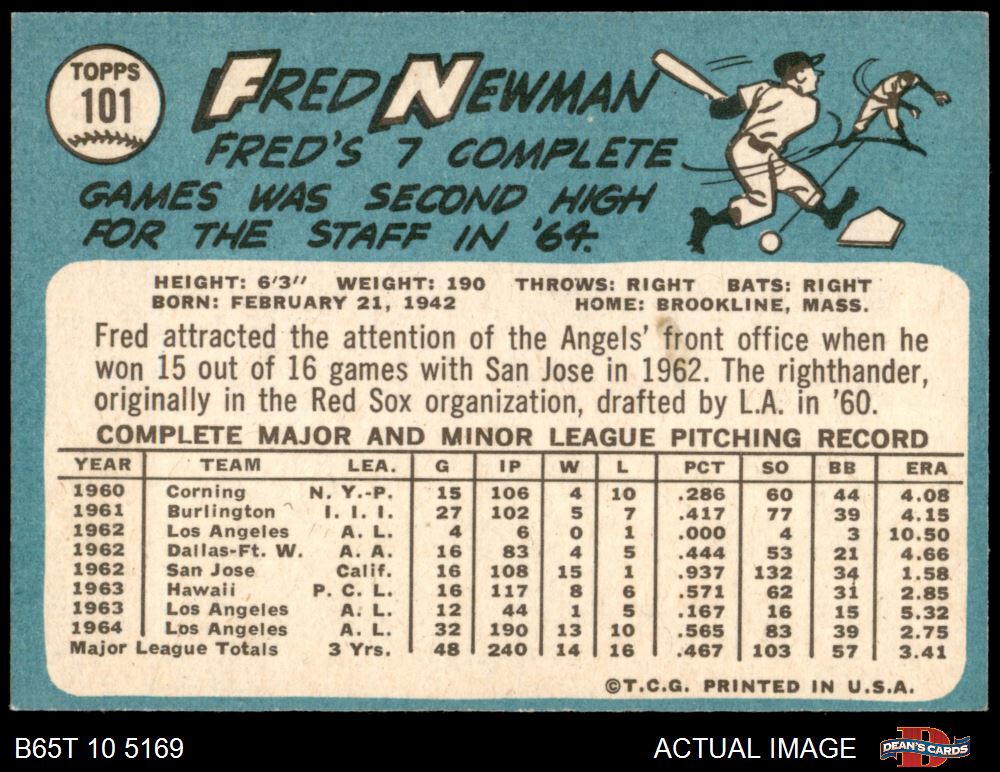 TOPPS
101
FRED NEWMAN
FRED'S 7 COMPLETE
GAMES WAS SECOND HIGH
FOR THE STAFF IN '64.
HEIGHT: 6'3" WEIGHT: 190 THROWS: RIGHT BATS: RIGHT
BORN: FEBRUARY 21, 1942 HOME: BROOKLINE, MASS.
Fred attracted the attention of the Angels' front office when he
won 15 out of 16 games with San Jose in 1962. The righthander,
originally in the Red Sox organization, drafted by L.A. in '60.
COMPLETE MAJOR AND MINOR LEAGUE PITCHING RECORD
YEAR TEAM LEA. G IP W L PCT SO BB ERA
1960 Corning N. Y.-P. 15 106 4 10 .286 60 44 4.08
1961 Burlington I. I. I. 27 102 5 7 .417 77 39 4.15
1962 Los Angeles A. L. 4 6 0 1 .000 4 3 10.50
1962 Dallas-Ft. W. A. A. 16 83 4 5 .444 53 21 4.66
1962 San Jose Calif. 16 108 15 1 .937 132 34 1.58
1963 Hawaii P. C. L. 16 117 8 6 .571 62 31 2.85
1963 Los Angeles A. L. 12 44 1 5 .167 16 15 5.32
1964 Los Angeles A. L. 32 190 13 10 .565 83 39 2.75
Major League Totals 3 Yrs. 48 240 14 16 .467 103 57 3.41
©T.C.G. PRINTED IN U.S.A.
B65T 10 5169 ACTUAL IMAGE DEAN'S CARDS